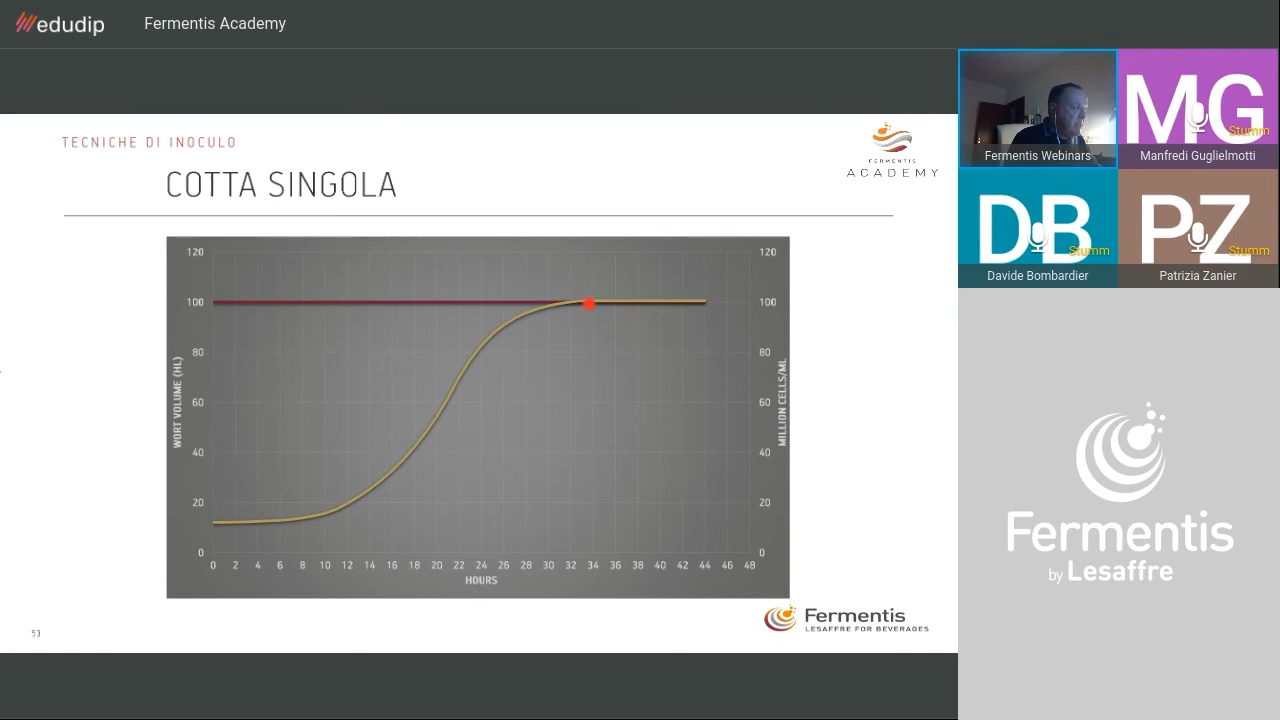 edudip
Fermentis Academy
TECNICHE DI INOCULO
COTTA SINGOLA
FERMENTIS
ACADEMY
120
100
80
60
40
20
0
WORT VOLUME (HL)
120
100
80
60
40
20
0
MILLION CELLS/ML
0 2 4 6 8 10 12 14 16 18 20 22 24 26 28 30 32 34 36 38 40 42 44 46 48
HOURS
Fermentis
LESAFFRE FOR BEVERAGES
53
Fermentis Webinars
MG
Stumm
Manfredi Guglielmotti
DB
Stumm
Davide Bombardier
PZ
Stumm
Patrizia Zanier
Fermentis
by Lesaffre